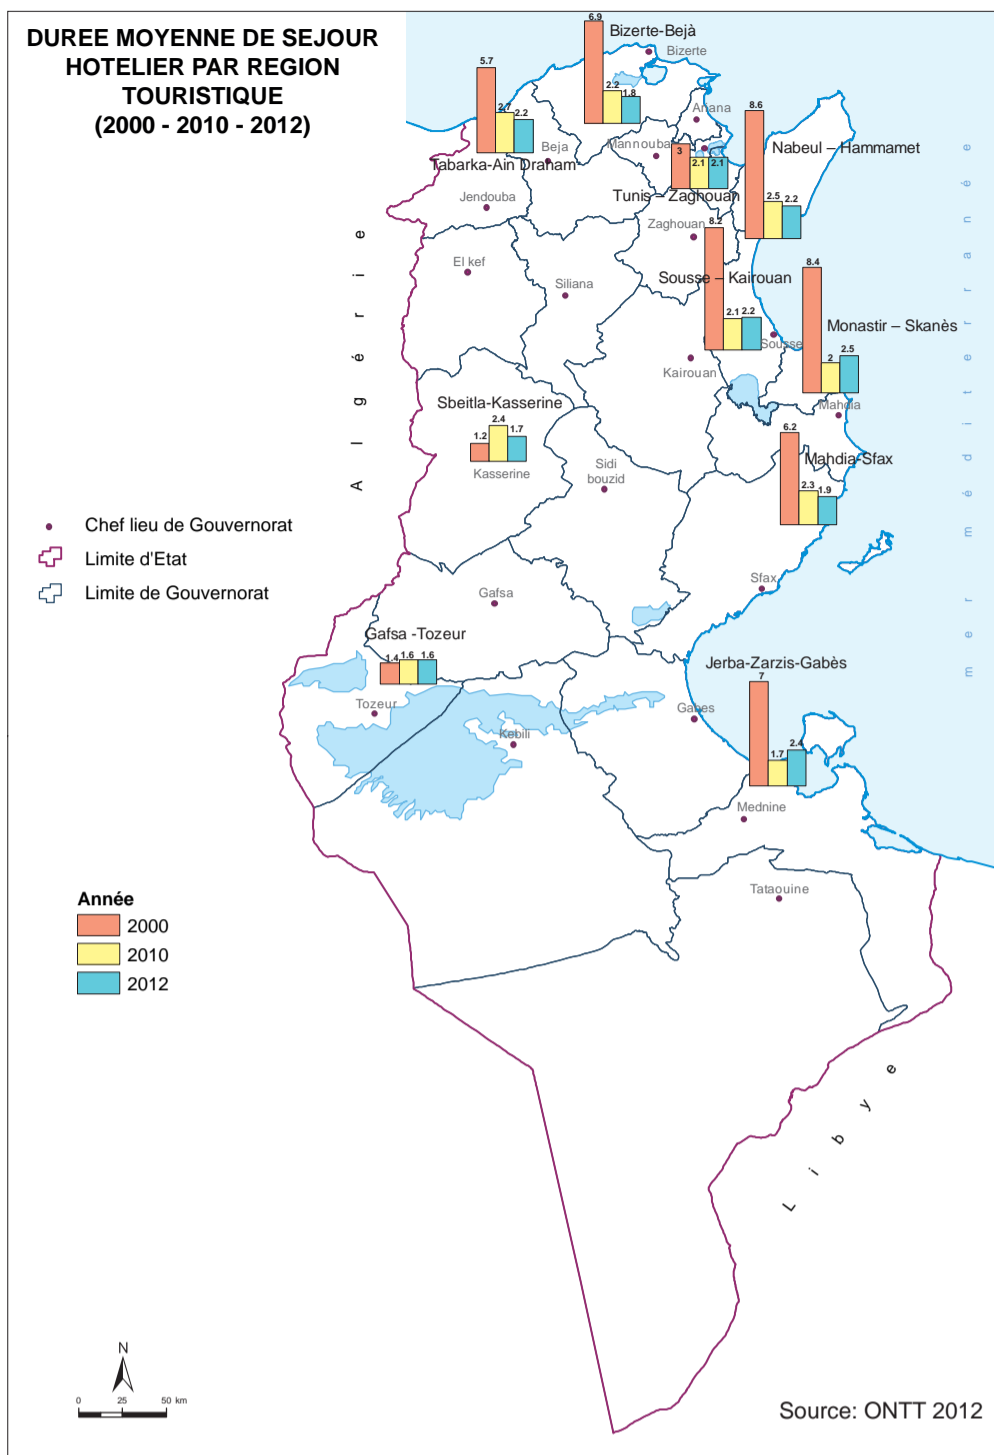 DUREE MOYENNE DE SEJOUR
HOTELIER PAR REGION
TOURISTIQUE
(2000 - 2010 - 2012)
6.9
2.2
1.8
Bizerte-Bejà
Bizerte
5.7
2.7
2.2
Beja
Tabarka-Ain Draham
Ariana
Mannouba
3
2.1
2.1
Tunis – Zaghouan
8.6
2.5
2.2
Nabeul – Hammamet
Jendouba
Zaghouan
El kef
Siliana
8.2
2.1
2.2
Sousse – Kairouan
Sousse
Kairouan
8.4
2
2.5
Monastir – Skanès
Mahdia
Sbeitla-Kasserine
1.2
2.4
1.7
Kasserine
Sidi
bouzid
6.2
2.3
1.9
Mahdia-Sfax
Sfax
Algérie
mer méditerranée
Chef lieu de Gouvernorat
Limite d'Etat
Limite de Gouvernorat
Gafsa
Gafsa -Tozeur
1.4
1.6
1.6
Tozeur
Kebili
Jerba-Zarzis-Gabès
7
1.7
2.4
Gabes
Mednine
Tataouine
Année
2000
2010
2012
Libye
N
0 25 50 km
Source: ONTT 2012